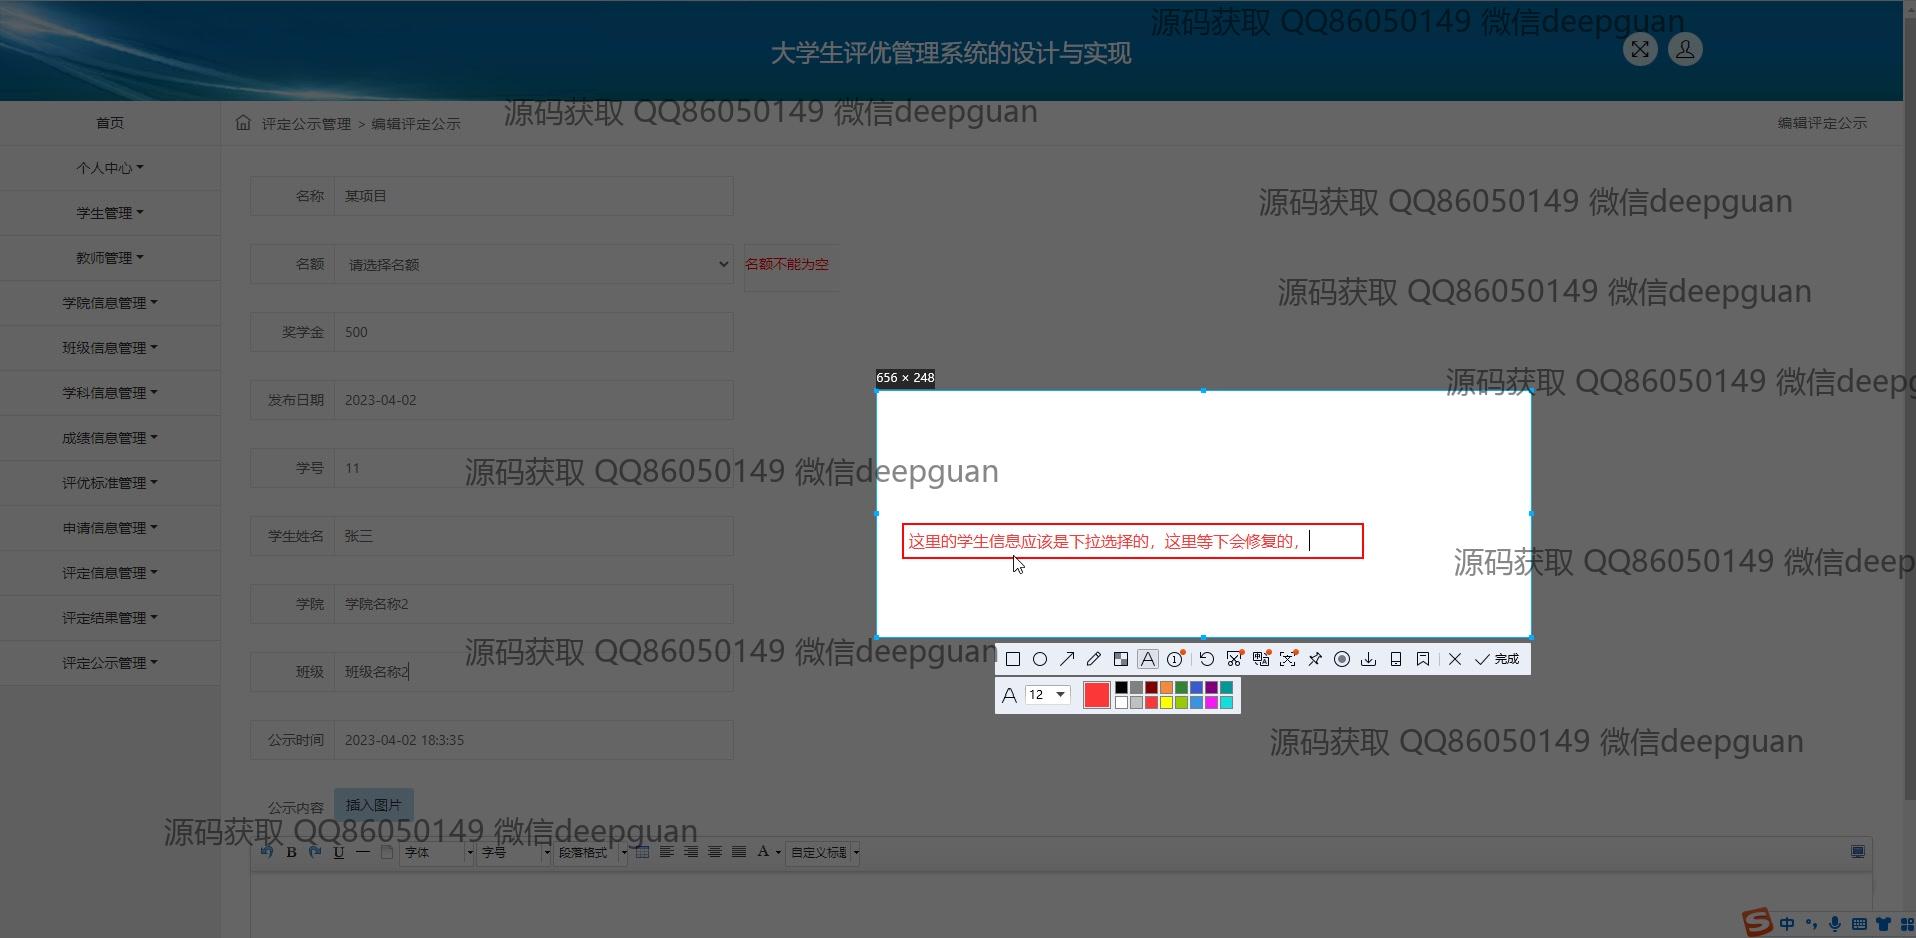 源码获取 QQ86050149 微信deepguan
大学生评优管理系统的设计与实现
源码获取 QQ86050149 微信deepguan
首页
评定公示管理 > 编辑评定公示
编辑评定公示
个人中心
学生管理
教师管理
学院信息管理
班级信息管理
学科信息管理
成绩信息管理
评优标准管理
申请信息管理
评定信息管理
评定结果管理
评定公示管理
名称 某项目
源码获取 QQ86050149 微信deepguan
名额 请选择名额 名额不能为空
源码获取 QQ86050149 微信deepguan
奖学金 500
656 × 248
源码获取 QQ86050149 微信deepg
发布日期 2023-04-02
学号 11
源码获取 QQ86050149 微信deepguan
学生姓名 张三
这里的学生信息应该是下拉选择的，这里等下会修复的，
源码获取 QQ86050149 微信deep
学院 学院名称2
源码获取 QQ86050149 微信deepguan
完成
班级 班级名称2
12
公示时间 2023-04-02 18:3:35
源码获取 QQ86050149 微信deepguan
公示内容 插入图片
源码获取 QQ86050149 微信deepguan
B U 字体 字号 段落格式 A 自定义标题
中